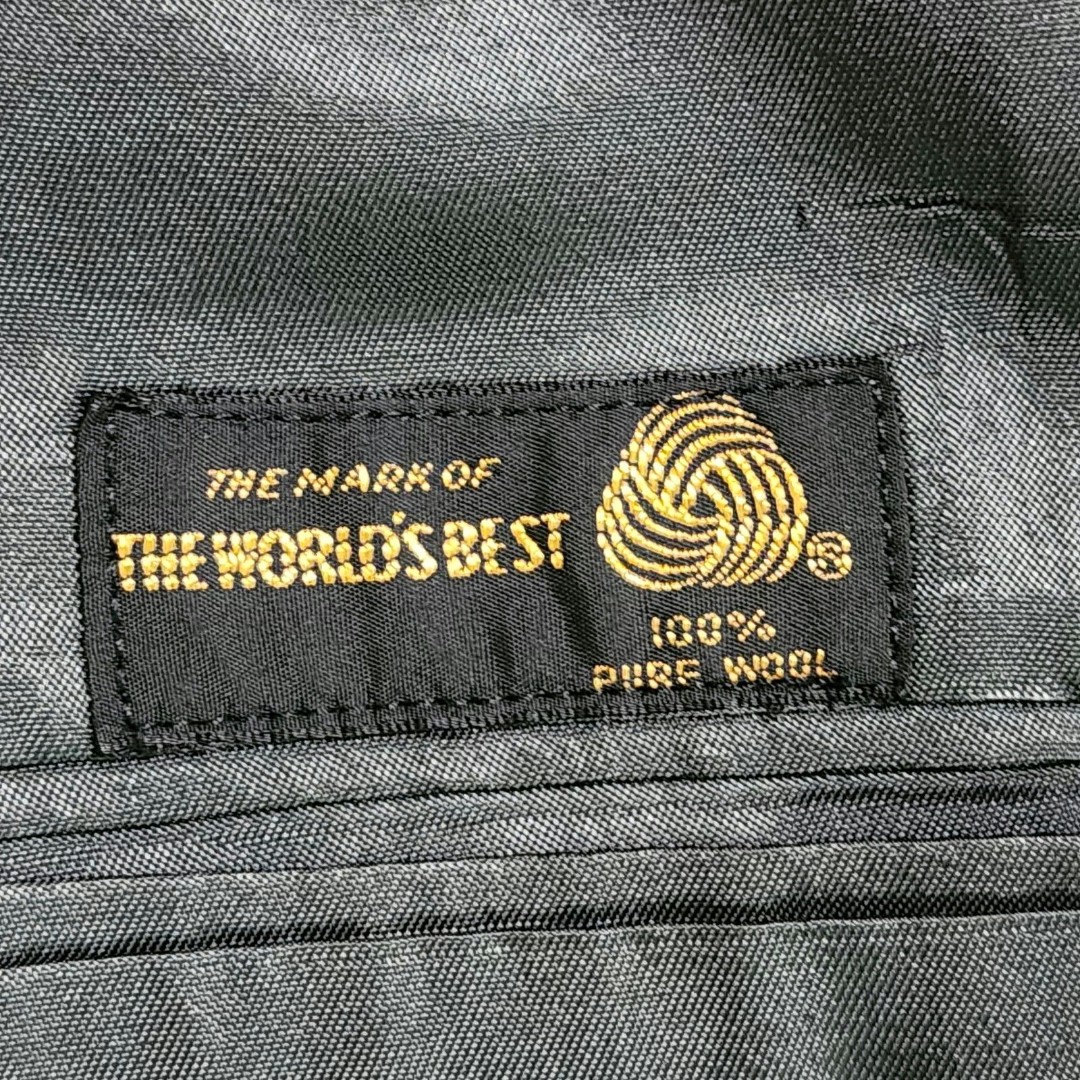 THE MARK OF
THE WORLD'S BEST
®
100%
PURE WOOL